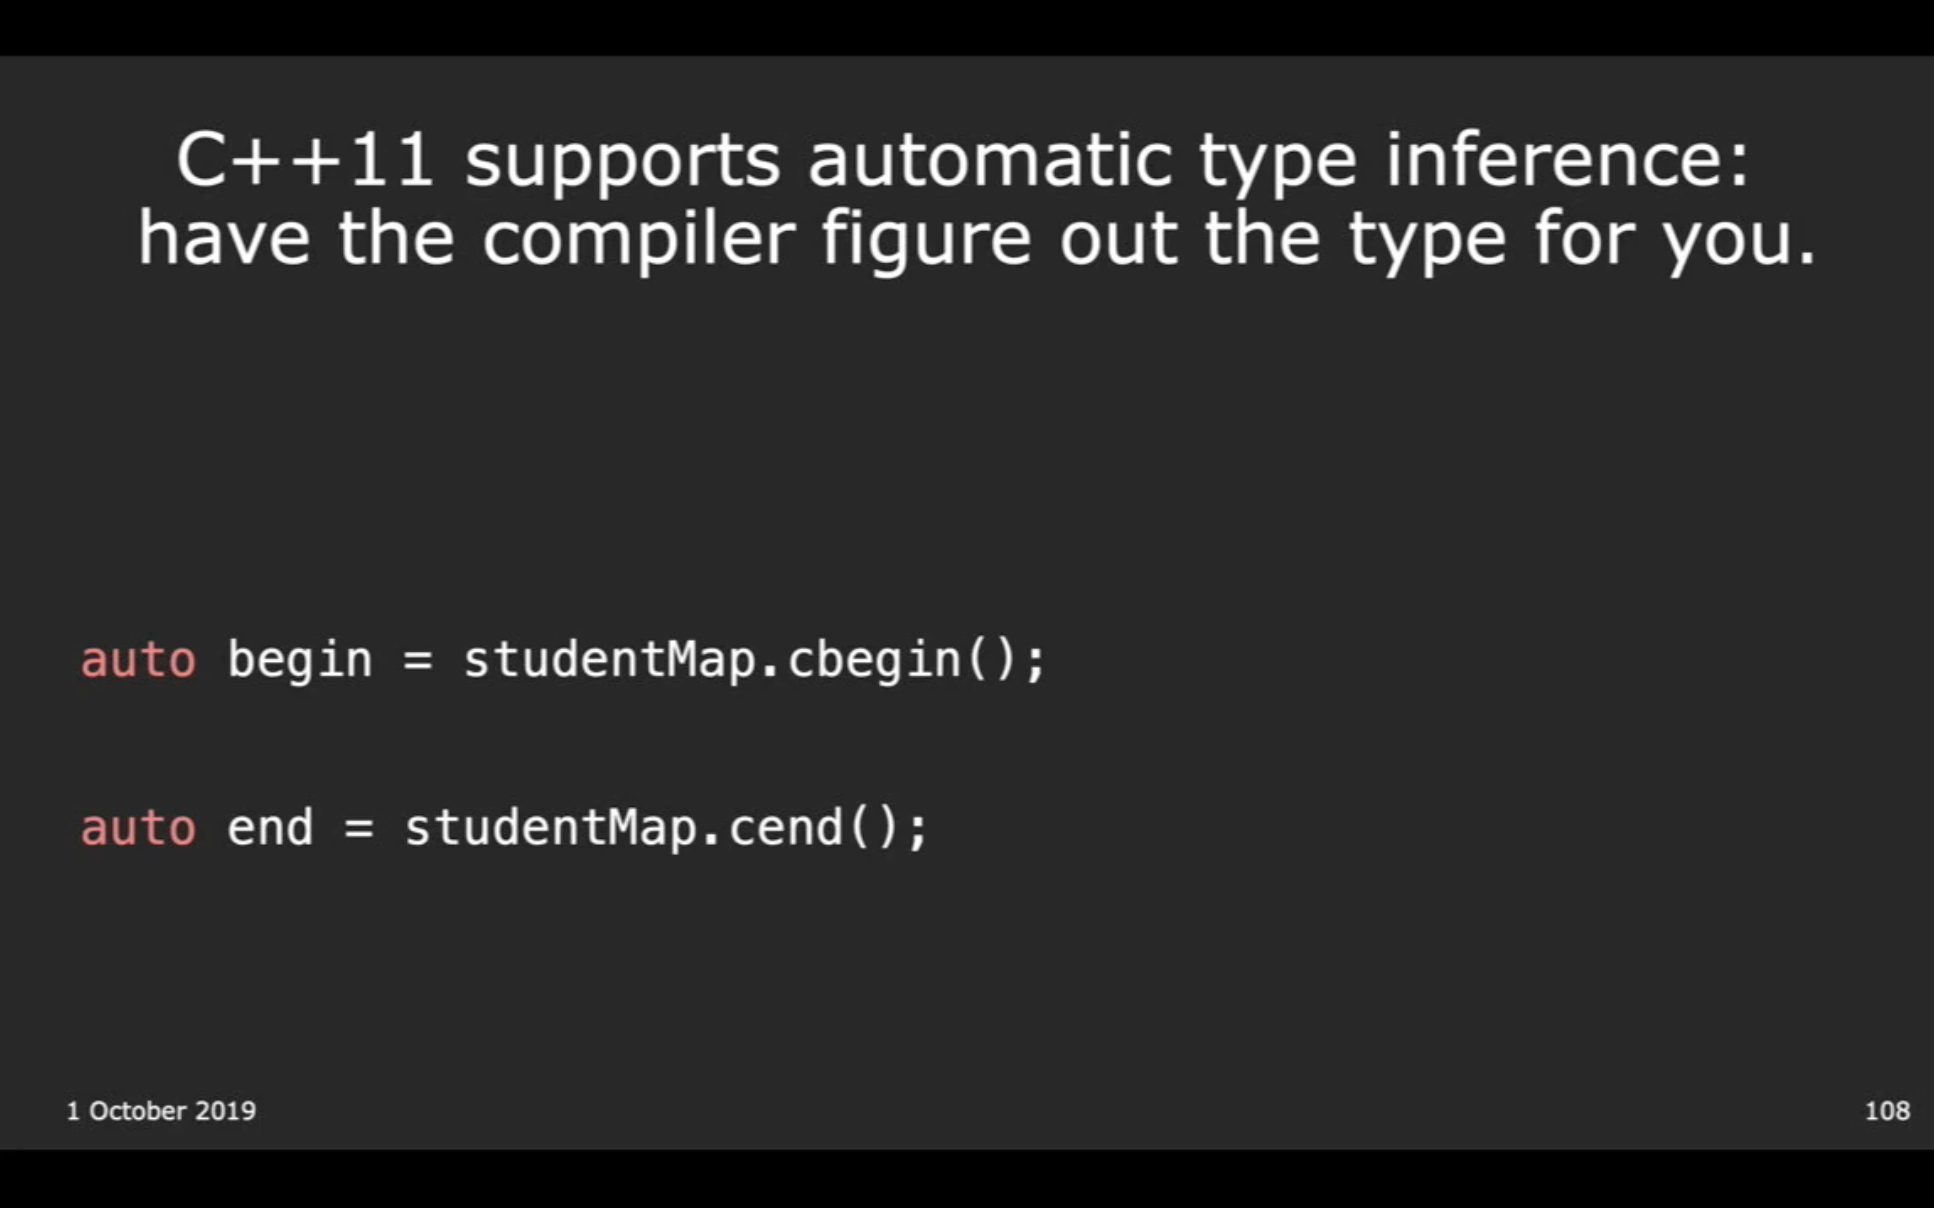 C++11 supports automatic type inference:
have the compiler figure out the type for you.
auto begin = studentMap.cbegin();
auto end = studentMap.cend();
1 October 2019
108